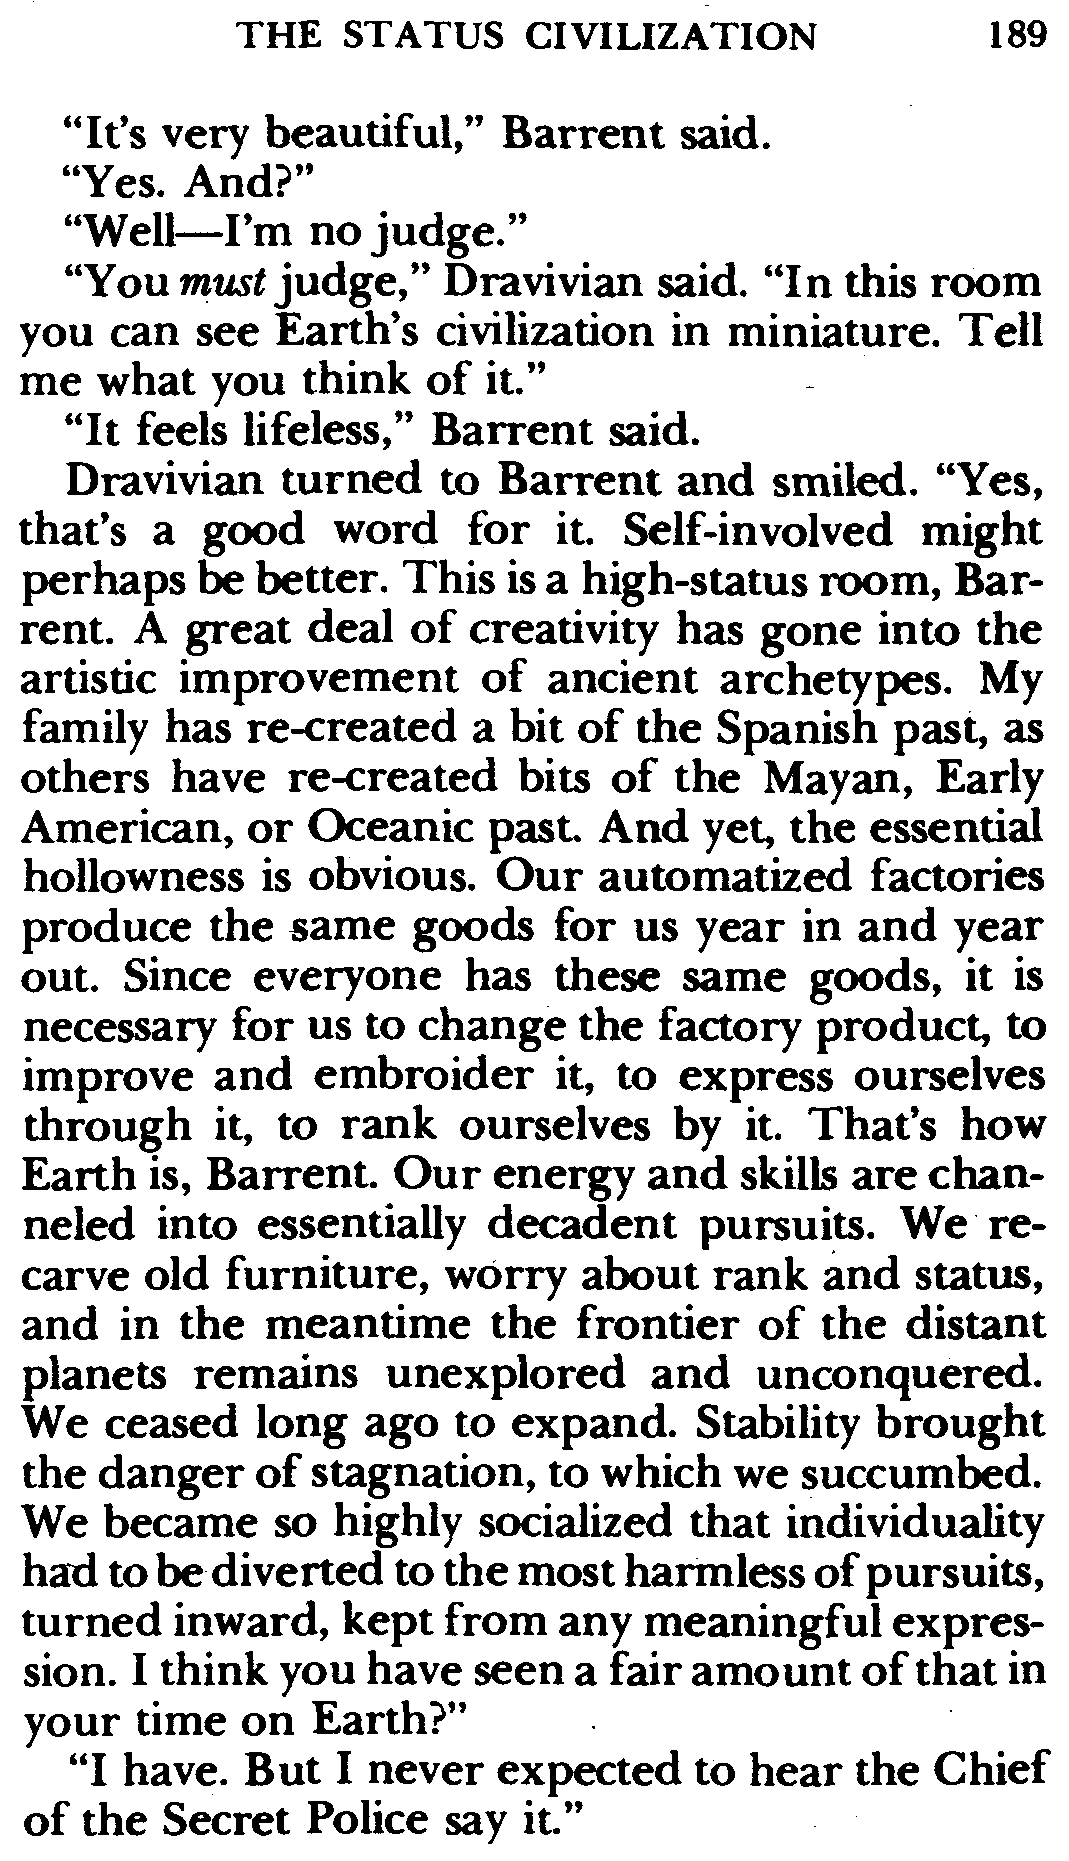 THE STATUS CIVILIZATION 189
“It's very beautiful,” Barrent said.
“Yes. And?”
“Well—I'm no judge.”
“You must judge,” Dravivian said. “In this room
you can see Earth's civilization in miniature. Tell
me what you think of it.”
“It feels lifeless,” Barrent said.
Dravivian turned to Barrent and smiled. “Yes,
that's a good word for it. Self-involved might
perhaps be better. This is a high-status room, Bar-
rent. A great deal of creativity has gone into the
artistic improvement of ancient archetypes. My
family has re-created a bit of the Spanish past, as
others have re-created bits of the Mayan, Early
American, or Oceanic past. And yet, the essential
hollowness is obvious. Our automatized factories
produce the same goods for us year in and year
out. Since everyone has these same goods, it is
necessary for us to change the factory product, to
improve and embroider it, to express ourselves
through it, to rank ourselves by it. That's how
Earth is, Barrent. Our energy and skills are chan-
neled into essentially decadent pursuits. We re-
carve old furniture, worry about rank and status,
and in the meantime the frontier of the distant
planets remains unexplored and unconquered.
We ceased long ago to expand. Stability brought
the danger of stagnation, to which we succumbed.
We became so highly socialized that individuality
had to be diverted to the most harmless of pursuits,
turned inward, kept from any meaningful expres-
sion. I think you have seen a fair amount of that in
your time on Earth?”
“I have. But I never expected to hear the Chief
of the Secret Police say it.”